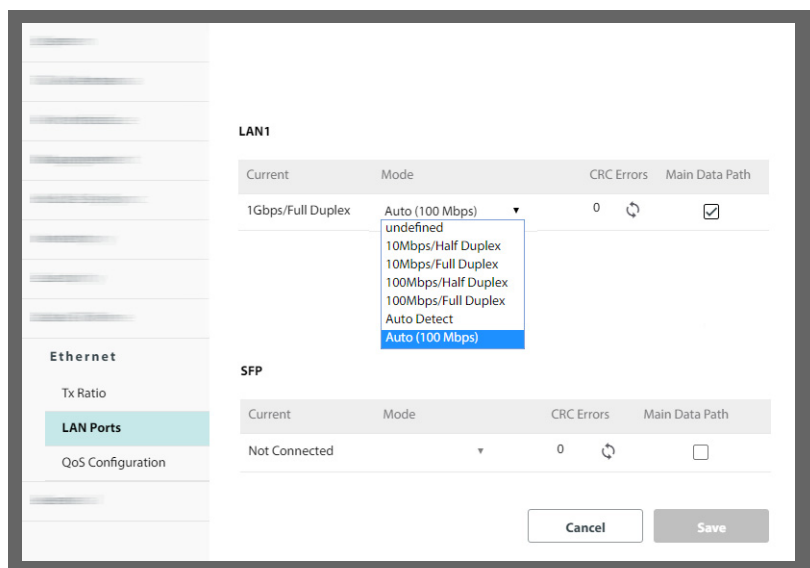 LAN1
Current Mode CRC Errors Main Data Path
1Gbps/Full Duplex Auto (100 Mbps) 0
undefined
10Mbps/Half Duplex
10Mbps/Full Duplex
100Mbps/Half Duplex
100Mbps/Full Duplex
Auto Detect
Auto (100 Mbps)
Ethernet
Tx Ratio
LAN Ports
QoS Configuration
SFP
Current Mode CRC Errors Main Data Path
Not Connected 0
Cancel Save